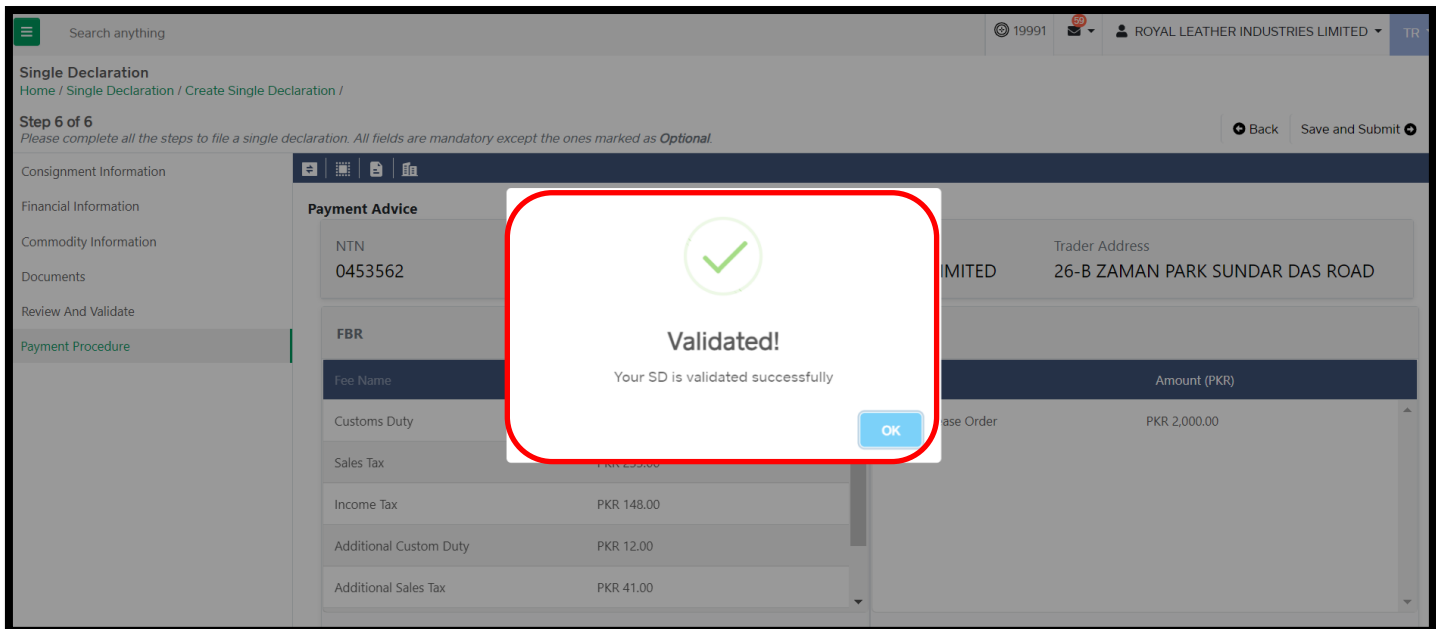 Search anything
19991
59
ROYAL LEATHER INDUSTRIES LIMITED
TR
Single Declaration
Home / Single Declaration / Create Single Declaration /
Step 6 of 6
Please complete all the steps to file a single declaration. All fields are mandatory except the ones marked as Optional.
Back
Save and Submit
Consignment Information
Financial Information
Commodity Information
Documents
Review And Validate
Payment Procedure
Payment Advice
NTN
0453562
Trader Address
26-B ZAMAN PARK SUNDAR DAS ROAD
FBR
Validated!
Your SD is validated successfully
OK
Fee Name
Amount (PKR)
Customs Duty
Order
PKR 2,000.00
Sales Tax
Income Tax
PKR 148.00
Additional Custom Duty
PKR 12.00
Additional Sales Tax
PKR 41.00